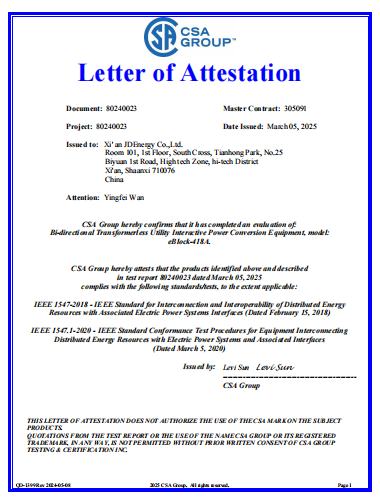 CSA
GROUP™
Letter of Attestation
Document: 80240023
Master Contract: 305091
Project: 80240023
Date Issued: March 05, 2025
Issued to: Xi'an JDEnergy Co.,Ltd.
Room 101, 1st Floor, South Cross, Tianhong Park, No.25
Biyuan 1st Road, High tech Zone, hi-tech District
Xi'an, Shaanxi 710076
China
Attention: Yingfei Wan
CSA Group hereby confirms that it has completed an evaluation of:
Bi-directional Transformerless Utility Interactive Power Conversion Equipment, model:
eBlock-418A.
CSA Group hereby attests that the products identified above and described
in test report 80240023 dated March 05, 2025
complies with the following standards/tests, to the extent applicable:
IEEE 1547-2018 - IEEE Standard for Interconnection and Interoperability of Distributed Energy
Resources with Associated Electric Power Systems Interfaces (Dated February 15, 2018)
IEEE 1547.1-2020 - IEEE Standard Conformance Test Procedures for Equipment Interconnecting
Distributed Energy Resources with Electric Power Systems and Associated Interfaces
(Dated March 5, 2020)
Issued by: Levi Sun Levi Sun
CSA Group
THIS LETTER OF ATTESTATION DOES NOT AUTHORIZE THE USE OF THE CSA MARK ON THE SUBJECT
PRODUCTS.
QUOTATIONS FROM THE TEST REPORT OR THE USE OF THE NAME CSA GROUP OR ITS REGISTERED
TRADEMARK, IN ANY WAY, IS NOT PERMITTED WITHOUT PRIOR WRITTEN CONSENT OF CSA GROUP
TESTING & CERTIFICATION INC.
QD-1399 Rev 2024-05-08
2025 CSA Group. All rights reserved.
Page 1